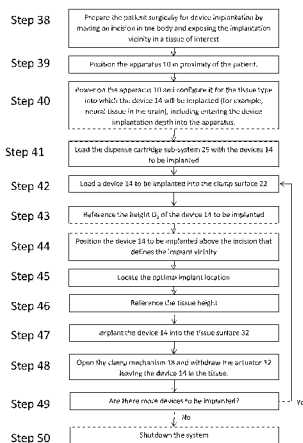 Step 38
Prepare the patient surgically for device implantation by
making an incision in the body and exposing the implantation
vicinity in a tissue of interest
Step 39
Position the apparatus 10 in proximity of the patient.
Step 40
Power on the apparatus 10 and configure it for the tissue type
into which the device 14 will be implanted (for example,
neural tissue in the brain), including entering the device
implantation depth into the apparatus.
Step 41
Load the dispense cartridge sub-system 25 with the devices 14
to be implanted
Step 42
Load a device 14 to be implanted into the clamp surface 22
Step 43
Reference the height of the device 14 to be implanted
Step 44
Position the device 14 to be implanted above the incision that
defines the implant vicinity
Step 45
Locate the optimal implant location
Step 46
Reference the tissue height
Step 47
Implant the device 14 into the tissue surface 32
Step 48
Open the clamp mechanism 18 and withdraw the actuator 32
leaving the device 14 in the tissue.
Step 49
Are there more devices to be implanted?
No
Step 50
Shutdown the system